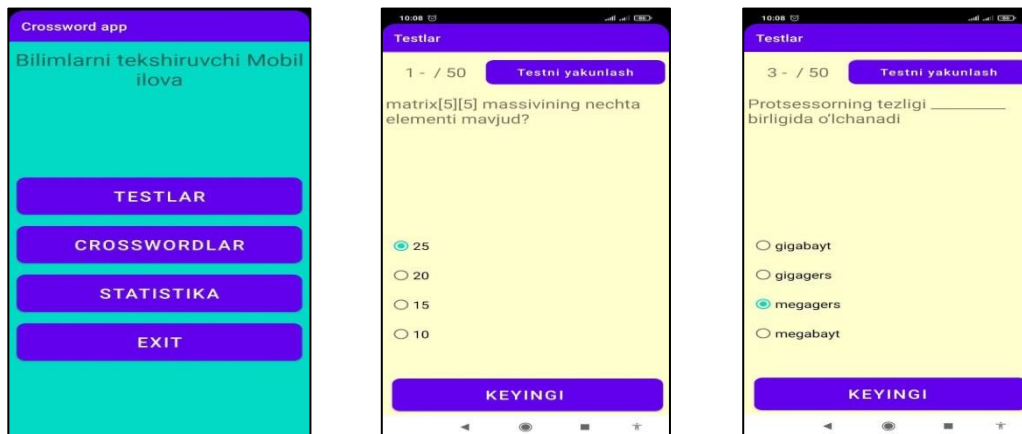 Crossword app
Bilimlarni tekshiruvchi Mobil
ilova
TESTLAR
CROSSWORDLAR
STATISTIKA
EXIT
10:08
Testlar
1 - / 50
Testni yakunlash
matrix[5][5] massivining nechta
elementi mavjud?
25
20
15
10
KEYINGI
10:08
Testlar
3 - / 50
Testni yakunlash
Protsessorning tezligi _________
birligida o'lchanadi
gigabayt
gigagers
megagers
megabayt
KEYINGI